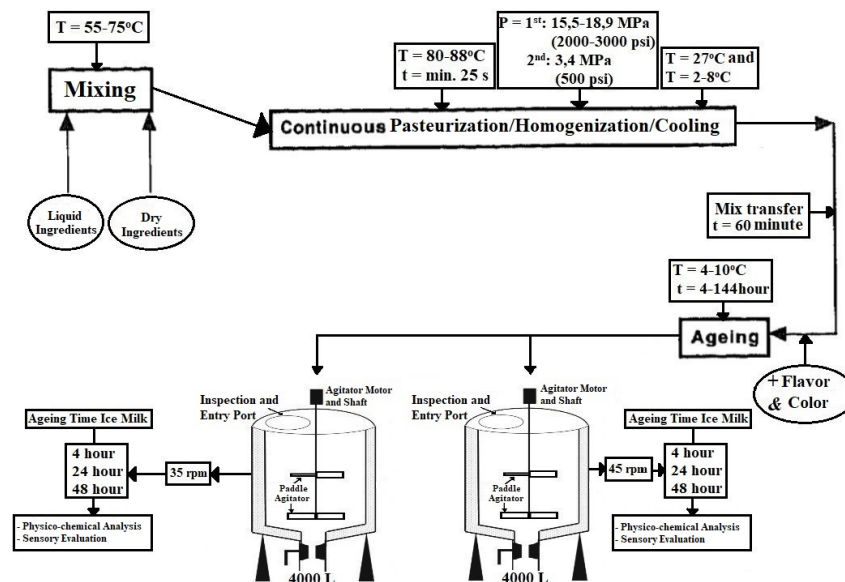 T = 55-75°C
Mixing
Liquid
Ingredients
Dry
Ingredients
T = 80-88°C
t = min. 25 s
P = 1st: 15,5-18,9 MPa
(2000-3000 psi)
2nd: 3,4 MPa
(500 psi)
T = 27°C and
T = 2-8°C
Continuous Pasteurization/Homogenization/Cooling
Mix transfer
t = 60 minute
T = 4-10°C
t = 4-144hour
Ageing
+ Flavor
& Color
Ageing Time Ice Milk
4 hour
24 hour
48 hour
- Physico-chemical Analysis
- Sensory Evaluation
35 rpm
Inspection and
Entry Port
Agitator Motor
and Shaft
Paddle
Agitator
4000 L
Inspection and
Entry Port
Agitator Motor
and Shaft
Paddle
Agitator
4000 L
45 rpm
Ageing Time Ice Milk
4 hour
24 hour
48 hour
- Physico-chemical Analysis
- Sensory Evaluation